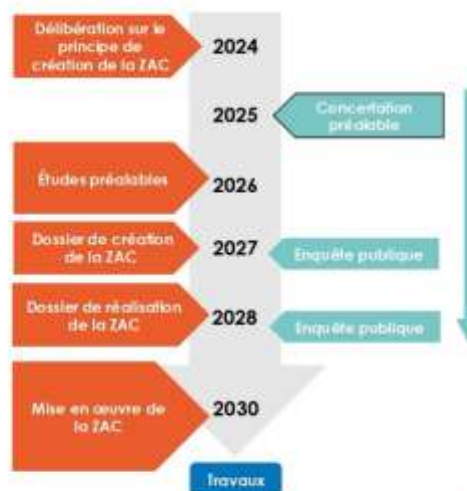 Délibération sur le
principe de
création de la ZAC
2024
2025
Concertation
préalable
Études préalables
2026
Dossier de création
de la ZAC
2027
Enquête publique
Dossier de réalisation
de la ZAC
2028
Enquête publique
Mise en œuvre de
la ZAC
2030
Travaux